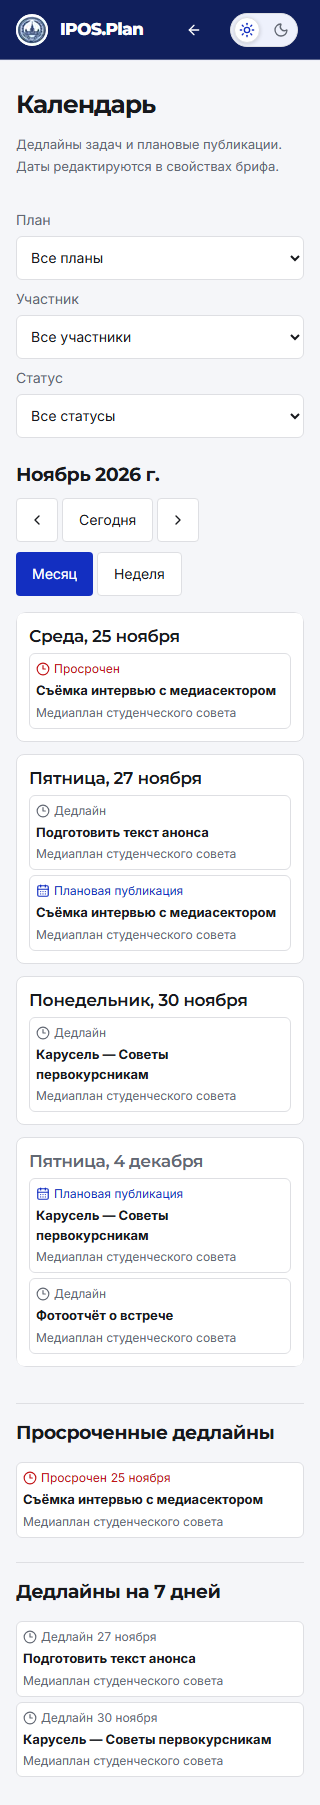 IPOS.Plan
Календарь
Дедлайны задач и плановые публикации.
Даты редактируются в свойствах брифа.
План
Все планы
Участник
Все участники
Статус
Все статусы
Ноябрь 2026 г.
Сегодня
Месяц
Неделя
Среда, 25 ноября
Просрочен
Съёмка интервью с медиасектором
Медиаплан студенческого совета
Пятница, 27 ноября
Дедлайн
Подготовить текст анонса
Медиаплан студенческого совета
Плановая публикация
Съёмка интервью с медиасектором
Медиаплан студенческого совета
Понедельник, 30 ноября
Дедлайн
Карусель — Советы
первокурсникам
Медиаплан студенческого совета
Пятница, 4 декабря
Плановая публикация
Карусель — Советы
первокурсникам
Медиаплан студенческого совета
Дедлайн
Фотоотчёт о встрече
Медиаплан студенческого совета
Просроченные дедлайны
Просрочен 25 ноября
Съёмка интервью с медиасектором
Медиаплан студенческого совета
Дедлайны на 7 дней
Дедлайн 27 ноября
Подготовить текст анонса
Медиаплан студенческого совета
Дедлайн 30 ноября
Карусель — Советы первокурсникам
Медиаплан студенческого совета